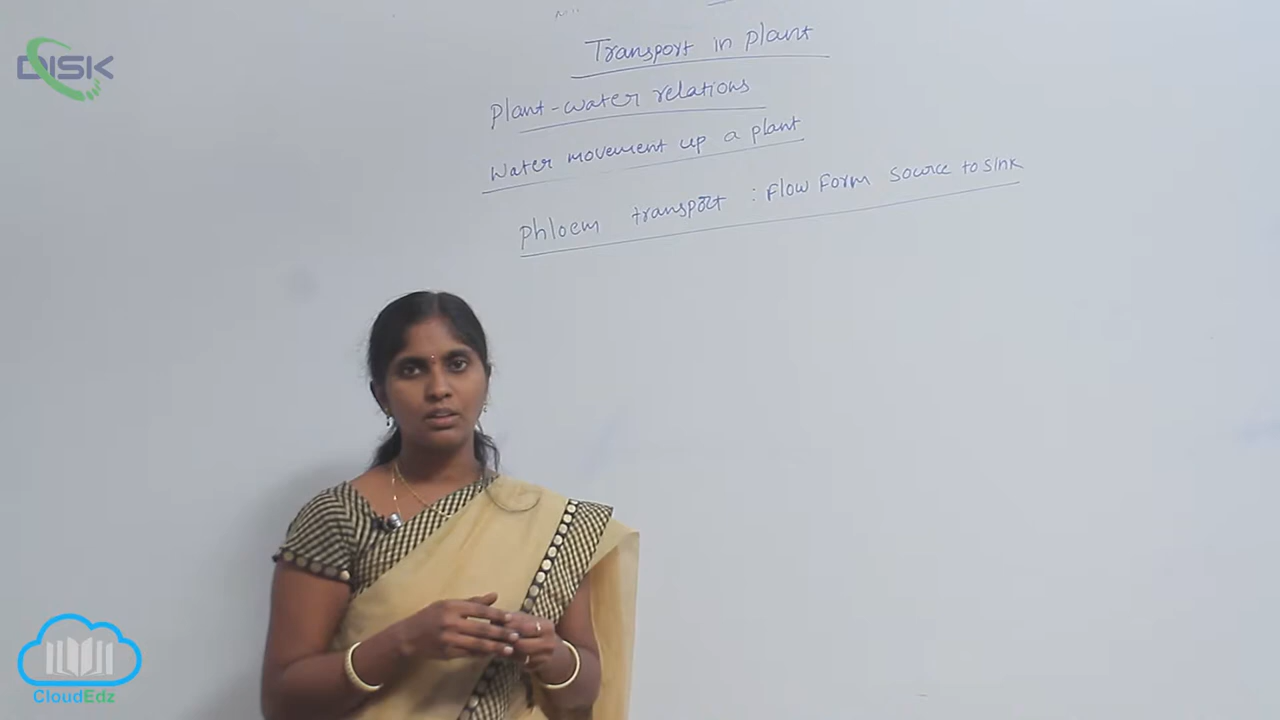 DISK
Transport in plant
Plant-water relations
Water movement up a plant
Phloem transport : Flow Form source to sink
CloudEdz